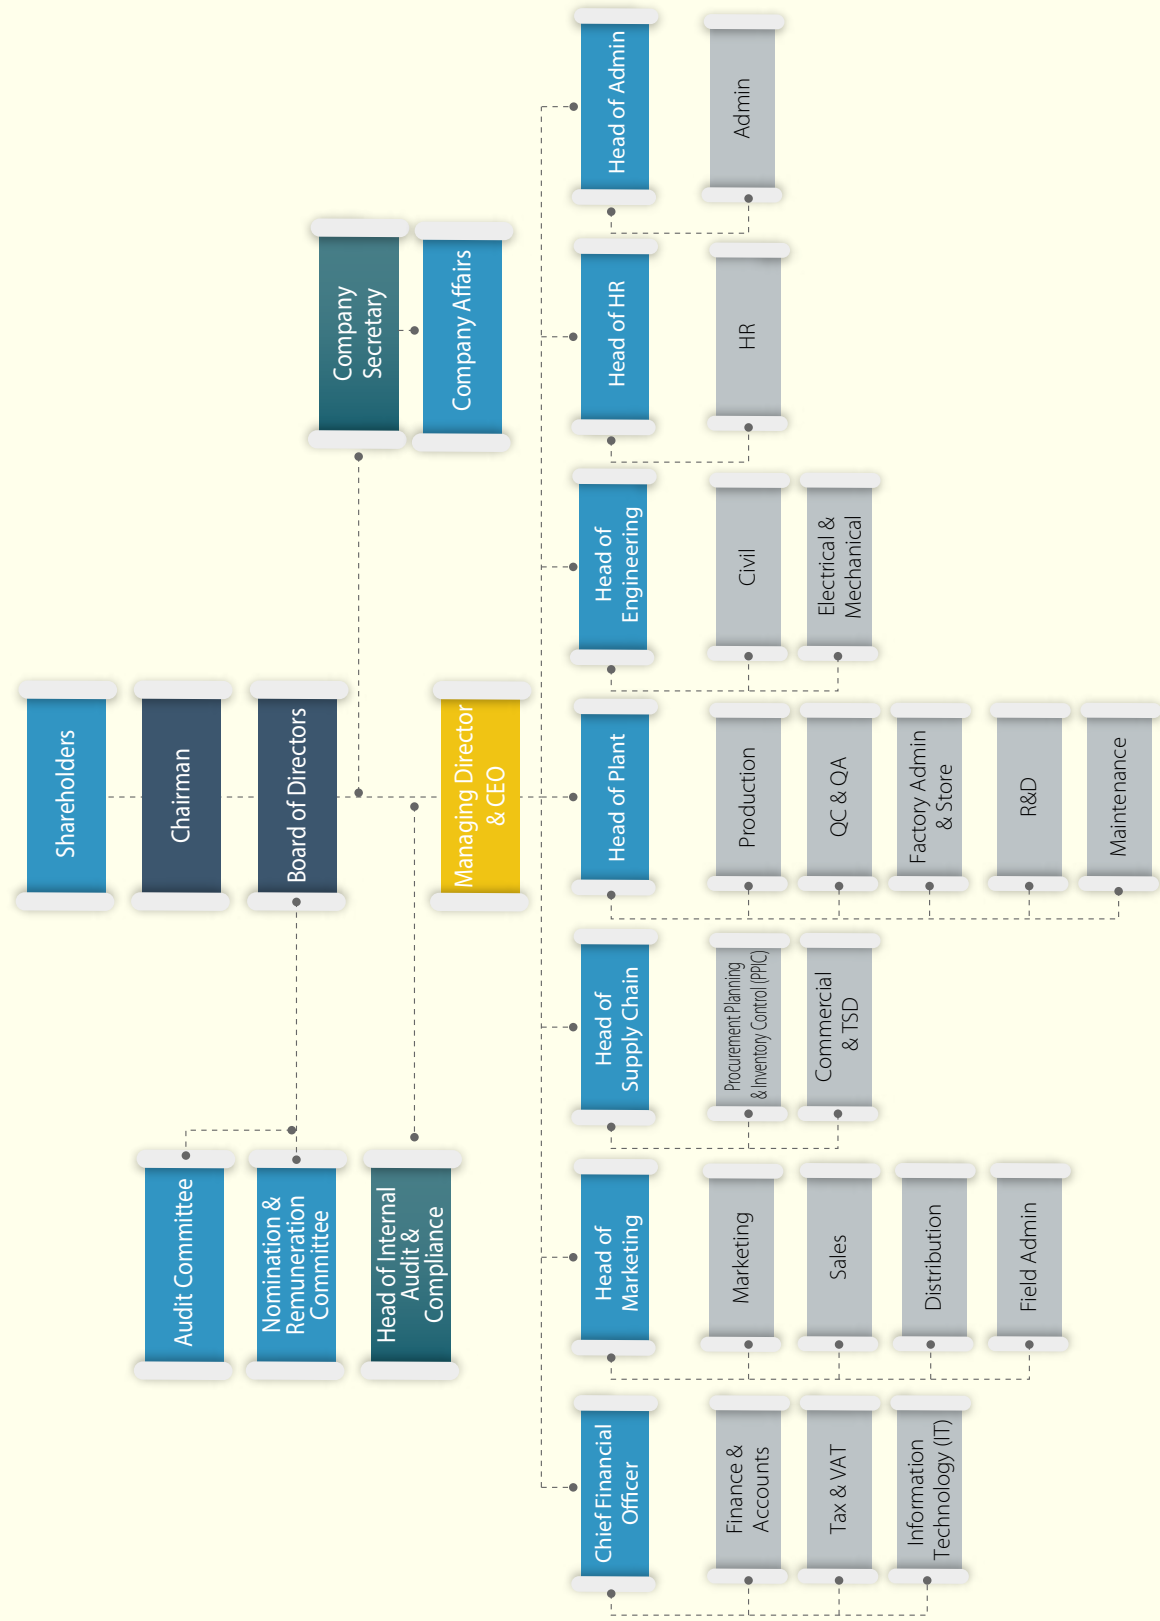 Shareholders
Chairman
Board of Directors
Audit Committee
Nomination &
Remuneration
Committee
Head of Internal
Audit &
Compliance
Company
Secretary
Company Affairs
Managing Director
& CEO
Chief Financial
Officer
Finance &
Accounts
Tax & VAT
Information
Technology (IT)
Head of
Marketing
Marketing
Sales
Distribution
Field Admin
Head of
Supply Chain
Procurement Planning
& Inventory Control (PPIC)
Commercial
& TSD
Head of Plant
Production
QC & QA
Factory Admin
& Store
R&D
Maintenance
Head of
Engineering
Civil
Electrical &
Mechanical
Head of HR
HR
Head of Admin
Admin